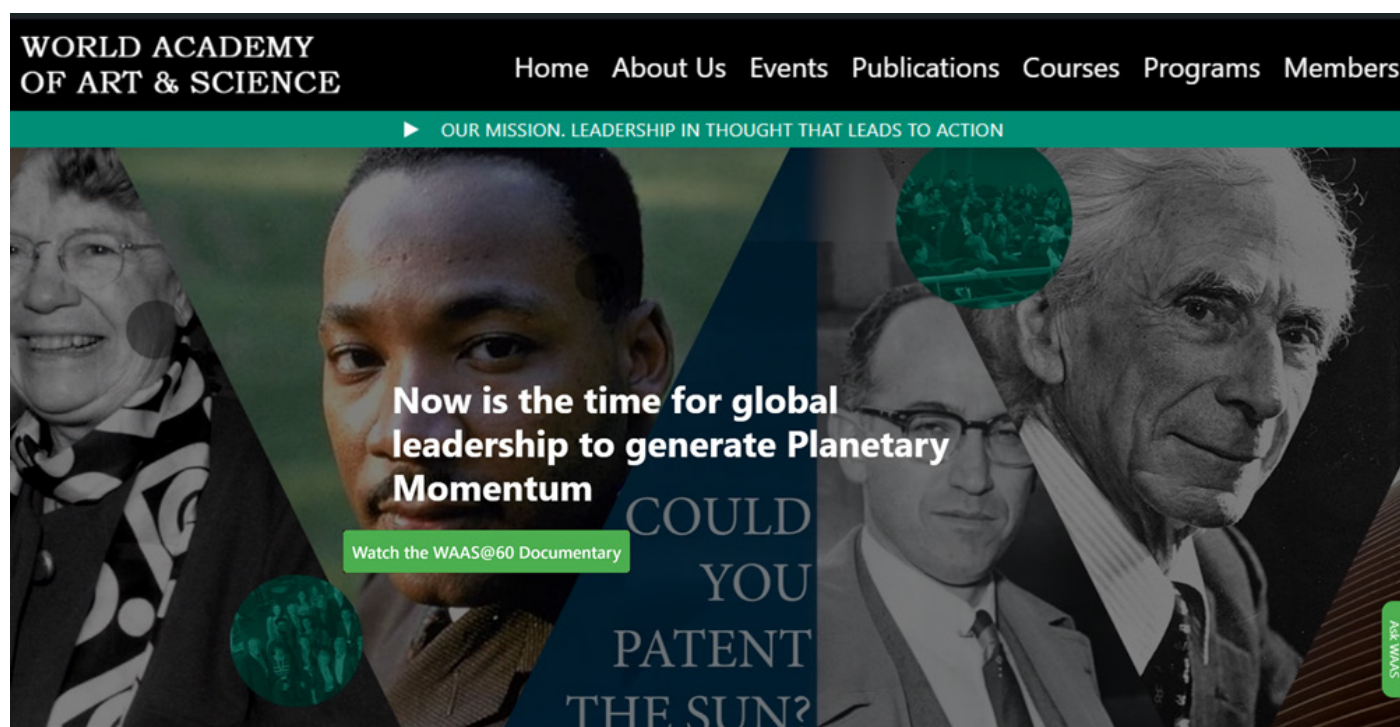 WORLD ACADEMY
OF ART & SCIENCE
Home About Us Events Publications Courses Programs Members
OUR MISSION. LEADERSHIP IN THOUGHT THAT LEADS TO ACTION
Now is the time for global
leadership to generate Planetary
Momentum
Watch the WAAS@60 Documentary
COULD
YOU
PATENT
THE SUN?
Ask WAAS